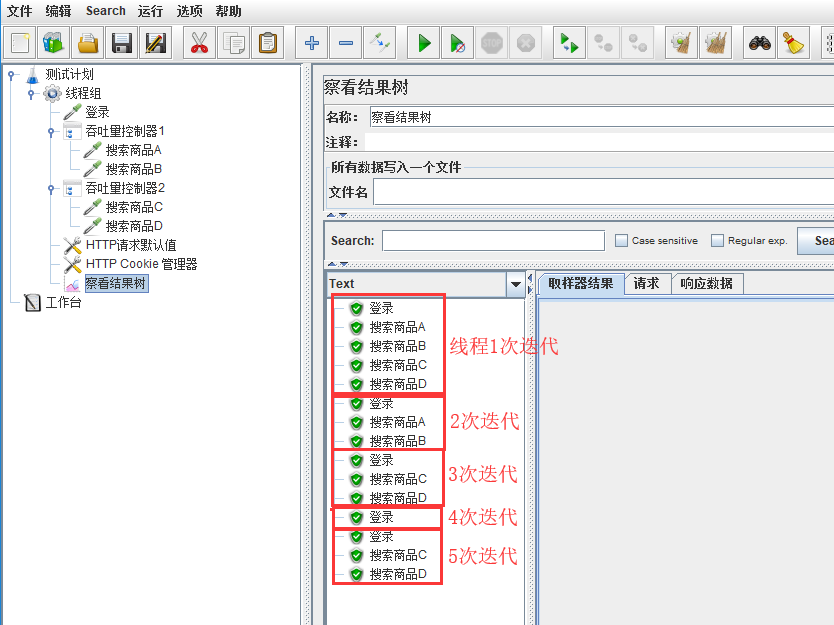 文件 编辑 Search 运行 选项 帮助
STOP
测试计划
线程组
登录
吞吐量控制器1
搜索商品A
搜索商品B
吞吐量控制器2
搜索商品C
搜索商品D
HTTP请求默认值
HTTP Cookie 管理器
察看结果树
工作台
察看结果树
名称: 察看结果树
注释:
所有数据写入一个文件
文件名
Search: Case sensitive Regular exp. Sea
Text
取样器结果 请求 响应数据
登录
搜索商品A
搜索商品B
搜索商品C
搜索商品D
线程1次迭代
登录
搜索商品A
搜索商品B
2次迭代
登录
搜索商品C
搜索商品D
3次迭代
登录
4次迭代
登录
搜索商品C
搜索商品D
5次迭代